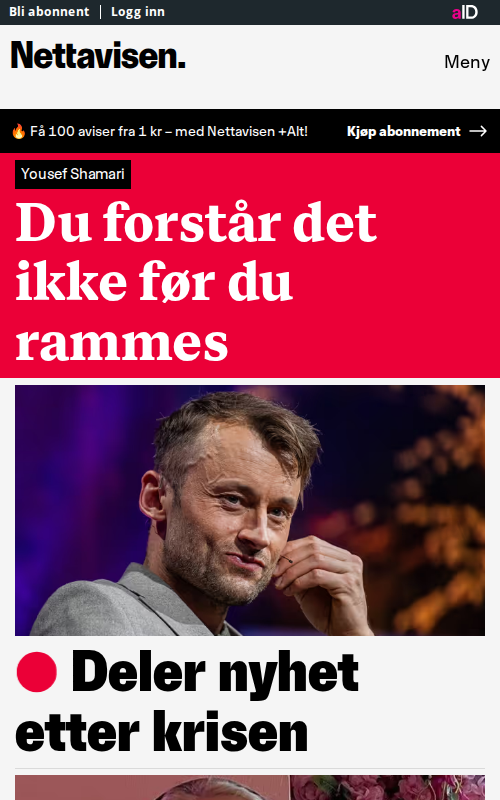 Bli abonnent | Logg inn
aID
Nettavisen.
Meny
🔥 Få 100 aviser fra 1 kr – med Nettavisen +Alt!
Kjøp abonnement →
Yousef Shamari
Du forstår det
ikke før du
rammes
Deler nyhet
etter krisen